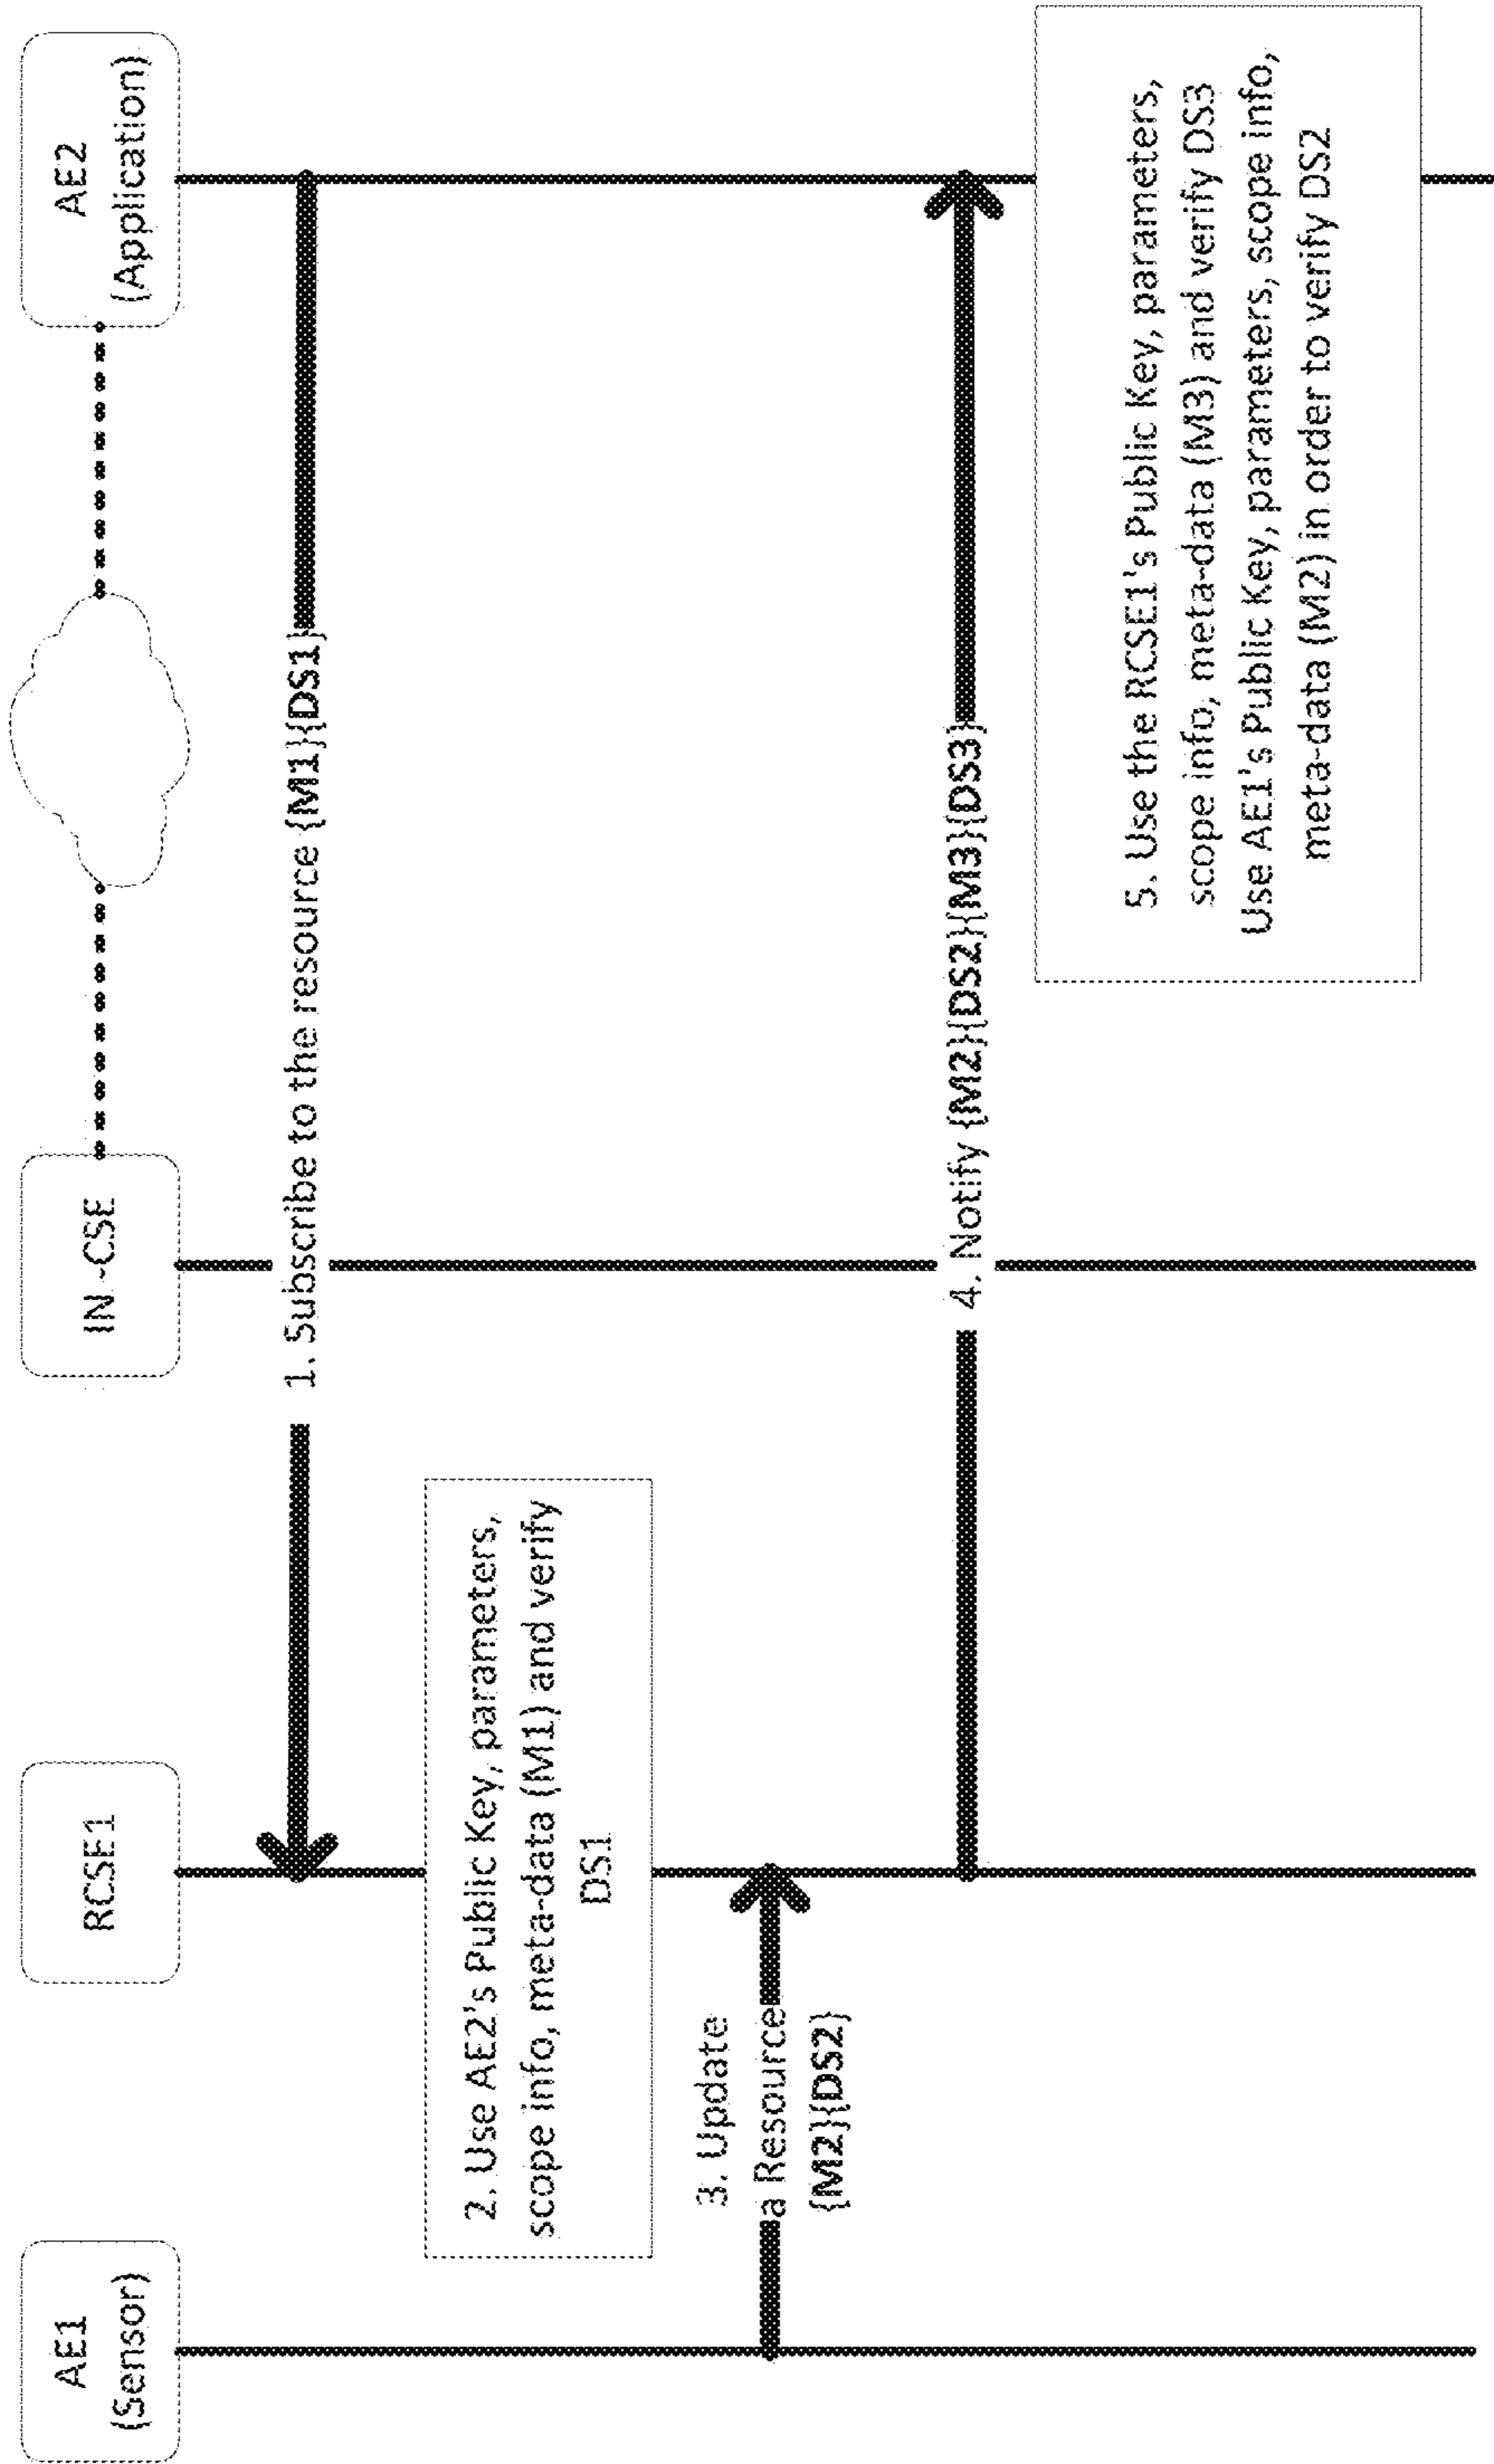 AE1
(Sensor)
RCSE1
IN -CSE
AE2
(Application)
1. Subscribe to the resource {M1}{DS1}
2. Use AE2's Public Key, parameters,
scope info, meta-data (M1) and verify
DS1
3. Update
a Resource
{M2}{DS2}
4. Notify {M2}{DS2}{M3}{DS3}
5. Use the RCSE1's Public Key, parameters,
scope info, meta-data (M3) and verify DS3
Use AE1's Public Key, parameters, scope info,
meta-data (M2) in order to verify DS2